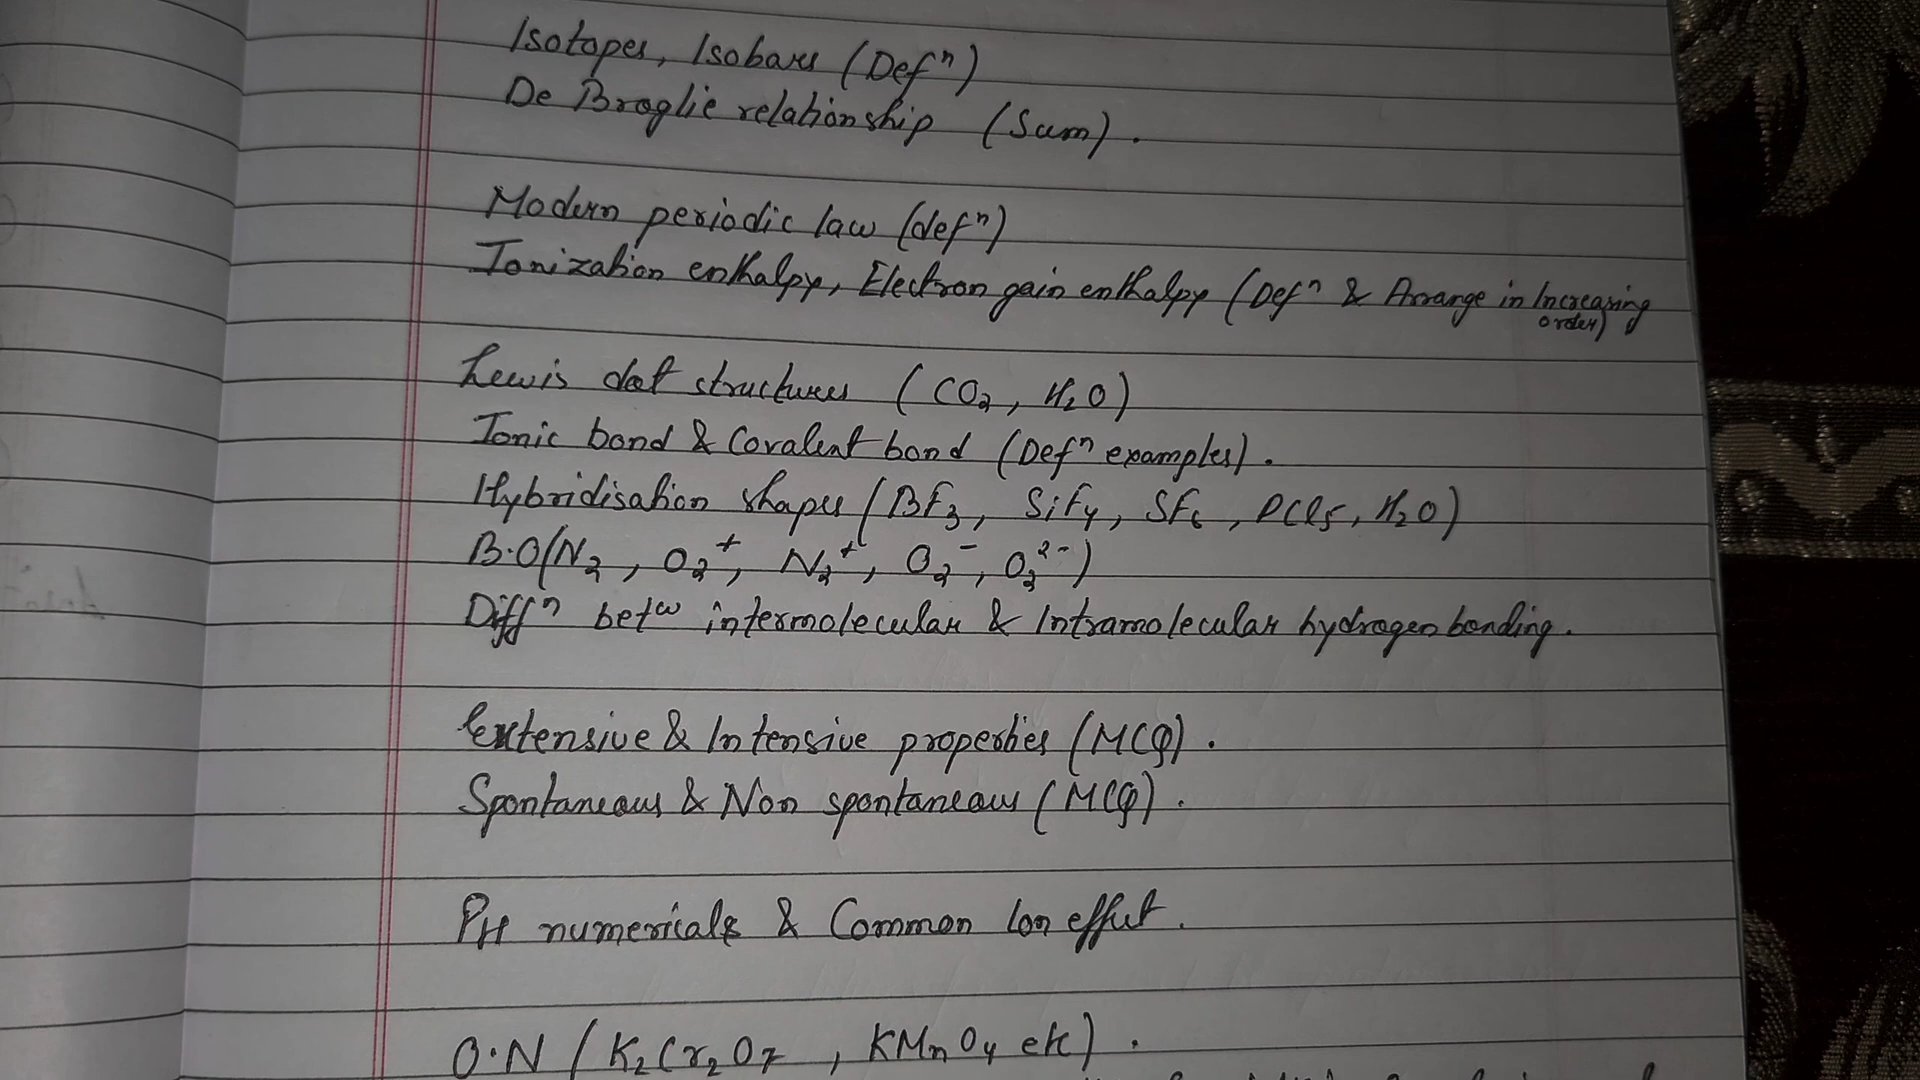 Isotopes, Isobars (Defⁿ)
De Broglie relationship (Sum).
Modern periodic law (defⁿ)
Ionization enthalpy, Electron gain enthalpy (Defⁿ & Arrange in Increasing order)
Lewis dot structures (CO₂, H₂O)
Ionic bond & Covalent bond (Defⁿ examples).
Hybridisation shapes (BF₃, SiF₄, SF₆, PCl₅, H₂O)
B.O(N₂, O₂⁺, N₂⁺, O₂⁻, O₂²⁻)
Diffⁿ betʷ intermolecular & Intramolecular hydrogen bonding.
Extensive & Intensive properties (MCQ).
Spontaneous & Non spontaneous (MCQ).
PH numericals & Common Ion effect.
O.N (K₂Cr₂O₇, KMnO₄ etc).